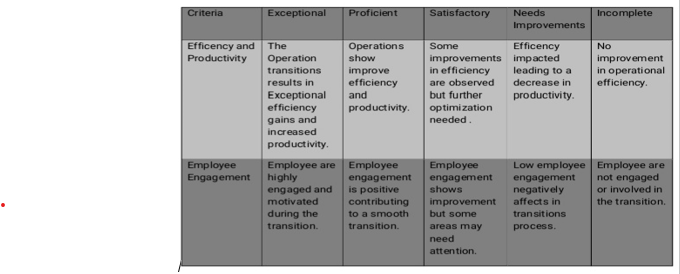 Criteria
Exceptional
Proficient
Satisfactory
Needs
Improvements
Incomplete
Efficency and
Productivity
The
Operation
transitions
results in
Exceptional
efficiency
gains and
increased
productivity.
Operations
show
improve
efficiency
and
productivity.
Some
improvements
in efficiency
are observed
but further
optimization
needed .
Efficency
impacted
leading to a
decrease in
productivity.
No
improvement
in operational
efficiency.
Employee
Engagement
Employee are
highly
engaged and
motivated
during the
transition.
Employee
engagement
is positive
contributing
to a smooth
transition.
Employee
engagement
shows
improvement
but some
areas may
need
attention.
Low employee
engagement
negatively
affects in
transitions
process.
Employee are
not engaged
or involved in
the transition.